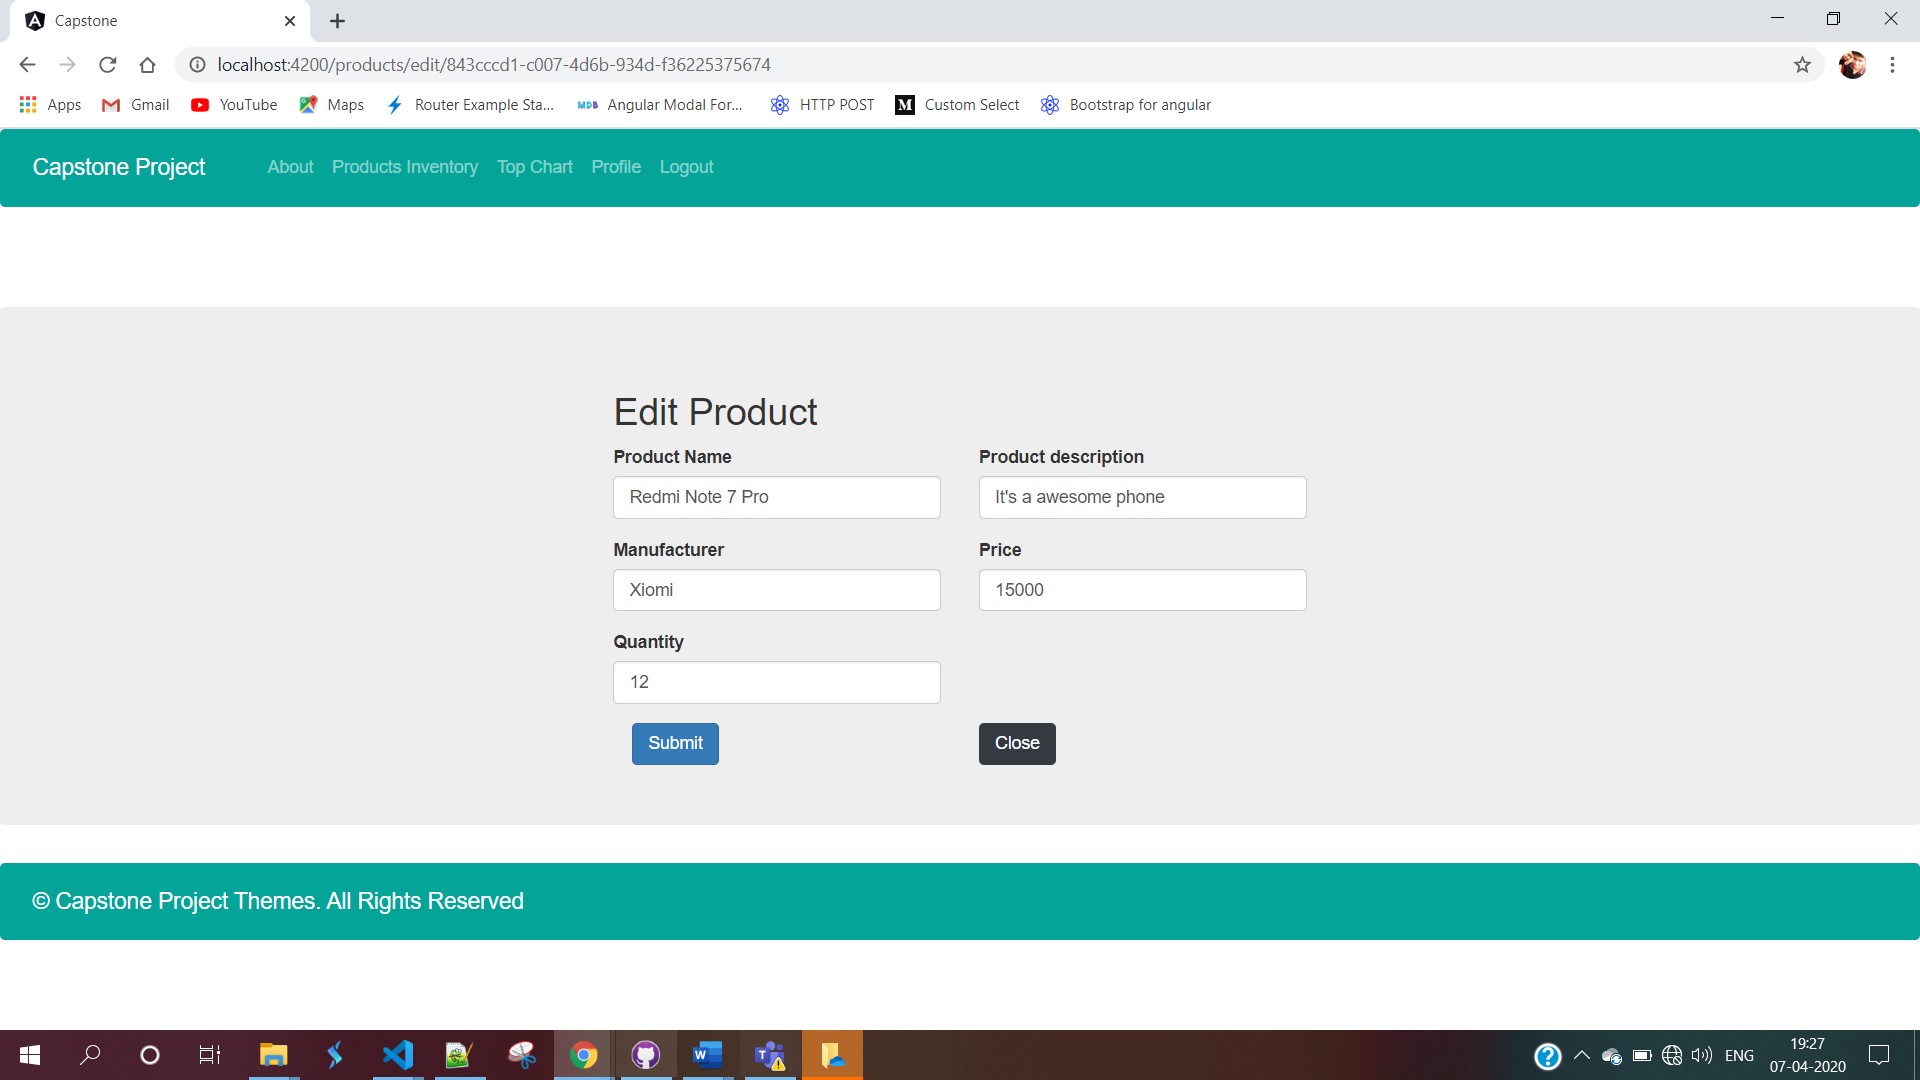 Capstone
localhost:4200/products/edit/843cccd1-c007-4d6b-934d-f36225375674
Apps Gmail YouTube Maps Router Example Sta... MDB Angular Modal For... HTTP POST M Custom Select Bootstrap for angular
Capstone Project About Products Inventory Top Chart Profile Logout
Edit Product
Product Name Product description
Redmi Note 7 Pro It's a awesome phone
Manufacturer Price
Xiomi 15000
Quantity
12
Submit Close
© Capstone Project Themes. All Rights Reserved
ENG 19:27
07-04-2020